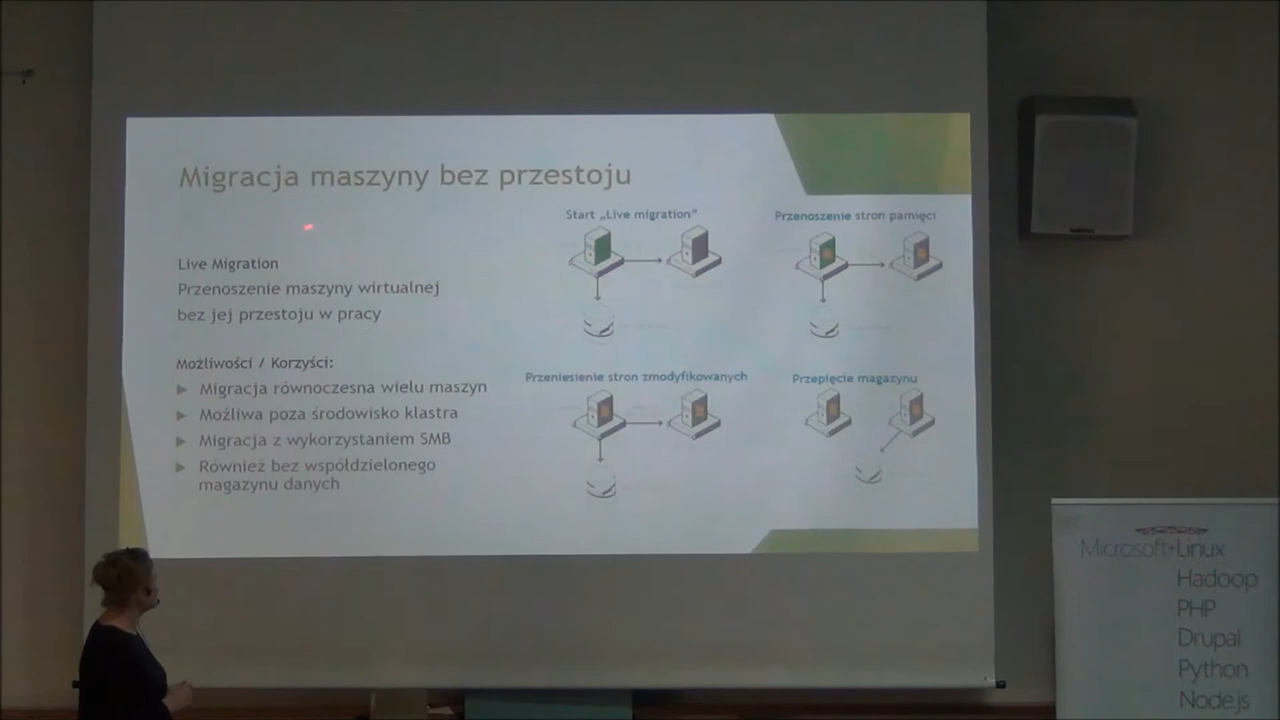 Migracja maszyny bez przestoju
Live Migration
Przenoszenie maszyny wirtualnej
bez jej przestoju w pracy
Możliwości / Korzyści:
Migracja równoczesna wielu maszyn
Możliwa poza środowisko klastra
Migracja z wykorzystaniem SMB
Również bez współdzielonego
magazynu danych
Start „Live migration”
Przenoszenie stron pamięci
Przeniesienie stron zmodyfikowanych
Przepięcie magazynu
Microsoft+Linux
Hadoop
PHP
Drupal
Python
Node.js